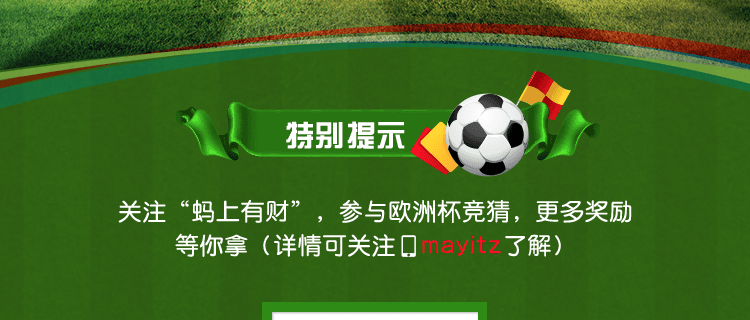 特别提示
关注“蚂上有财”，参与欧洲杯竞猜，更多奖励
等你拿（详情可关注mayitz了解）